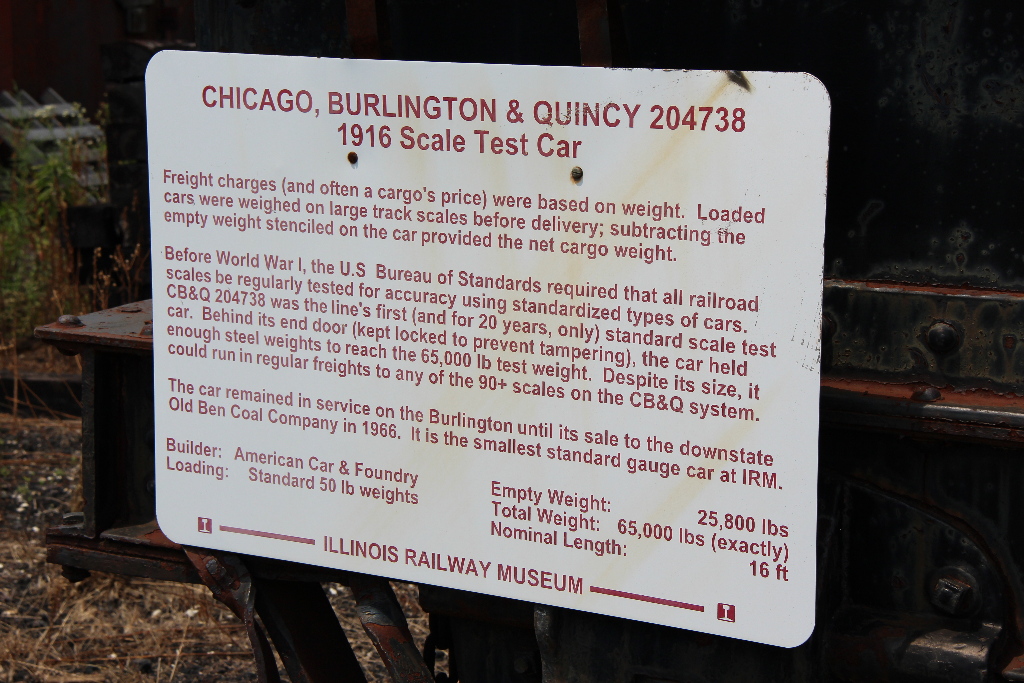 CHICAGO, BURLINGTON & QUINCY 204738
1916 Scale Test Car
Freight charges (and often a cargo's price) were based on weight. Loaded
cars were weighed on large track scales before delivery; subtracting the
empty weight stenciled on the car provided the net cargo weight.
Before World War I, the U.S Bureau of Standards required that all railroad
scales be regularly tested for accuracy using standardized types of cars.
CB&Q 204738 was the line's first (and for 20 years, only) standard scale test
car. Behind its end door (kept locked to prevent tampering), the car held
enough steel weights to reach the 65,000 lb test weight. Despite its size, it
could run in regular freights to any of the 90+ scales on the CB&Q system.
The car remained in service on the Burlington until its sale to the downstate
Old Ben Coal Company in 1966. It is the smallest standard gauge car at IRM.
Builder: American Car & Foundry
Loading: Standard 50 lb weights
Empty Weight: 25,800 lbs
Total Weight: 65,000 lbs (exactly)
Nominal Length: 16 ft
I ILLINOIS RAILWAY MUSEUM I